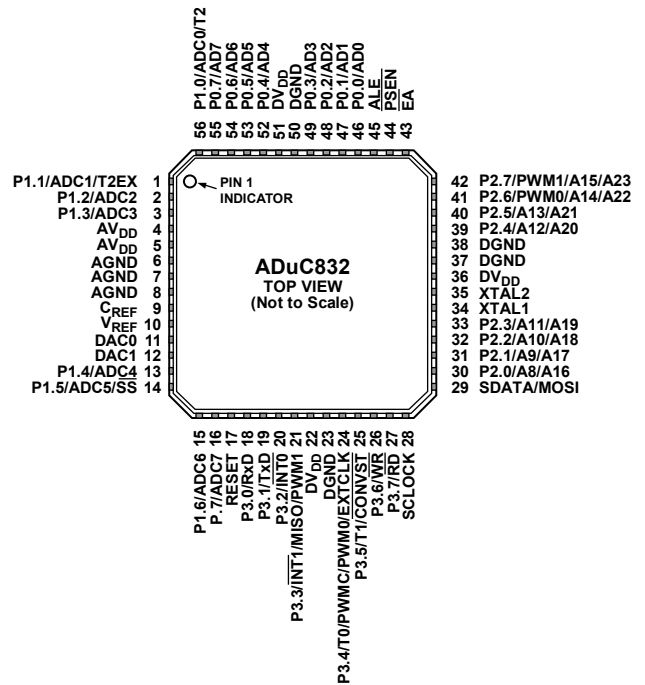 56 P1.0/ADC0/T2
55 P0.7/AD7
54 P0.6/AD6
53 P0.5/AD5
52 P0.4/AD4
51 DVDD
50 DGND
49 P0.3/AD3
48 P0.2/AD2
47 P0.1/AD1
46 P0.0/AD0
45 ALE
44 PSEN
43 EA
P1.1/ADC1/T2EX 1
P1.2/ADC2 2
P1.3/ADC3 3
AVDD 4
AVDD 5
AGND 6
AGND 7
AGND 8
CREF 9
VREF 10
DAC0 11
DAC1 12
P1.4/ADC4 13
P1.5/ADC5/SS 14
PIN 1
INDICATOR
ADuC832
TOP VIEW
(Not to Scale)
42 P2.7/PWM1/A15/A23
41 P2.6/PWM0/A14/A22
40 P2.5/A13/A21
39 P2.4/A12/A20
38 DGND
37 DGND
36 DVDD
35 XTAL2
34 XTAL1
33 P2.3/A11/A19
32 P2.2/A10/A18
31 P2.1/A9/A17
30 P2.0/A8/A16
29 SDATA/MOSI
P1.6/ADC6 15
P.7/ADC7 16
RESET 17
P3.0/RxD 18
P3.1/TxD 19
P3.2/INT0 20
P3.3/INT1/MISO/PWM1 21
DVDD 22
DGND 23
P3.4/T0/PWMC/PWM0/EXTCLK 24
P3.5/T1/CONVST 25
P3.6/WR 26
P3.7/RD 27
SCLOCK 28